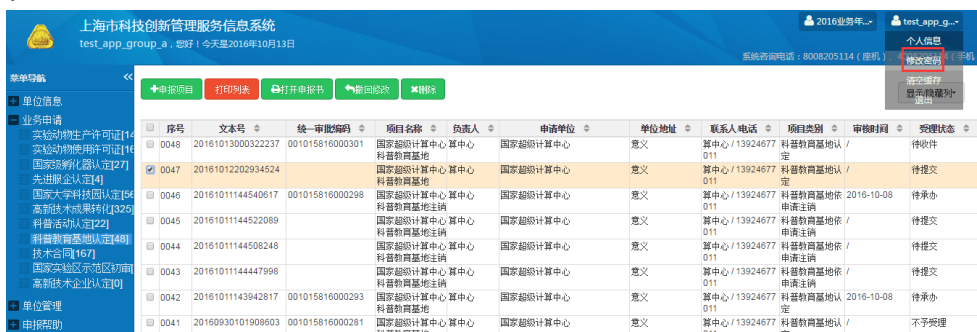 上海市科技创新管理服务信息系统
test_app_group_a，您好！今天是2016年10月13日
2016业务年...
test_app_g...
个人信息
修改密码
清空缓存
退出
系统咨询电话：8008205114（座机）、
（手机
菜单导航 <<
单位信息
业务申请
实验动物生产许可证[14
实验动物使用许可证[16
国家级孵化器认定[27]
先进服企认定[4]
国家大学科技园认定[56
高新技术成果转化[325]
科普活动认定[22]
科普教育基地认定[48]
技术合同[167]
国家实验区示范区初审[
高新技术企业认定[0]
单位管理
申报帮助
申报项目 打印列表 打开申报书 撤回修改 删除
显示/隐藏列
序号 文本号 统一审批编码 项目名称 负责人 申请单位 单位地址 联系人/电话 项目类别 审核时间 受理状态
0048 20161013000322237 001015816000301 国家超级计算中心 算中心 国家超级计算中心 意义 算中心 / 13924677 科普教育基地认 / 待收件
科普教育基地 011 定
0047 20161012202934524 国家超级计算中心 算中心 国家超级计算中心 意义 算中心 / 13924677 科普教育基地认 / 待提交
科普教育基地 011 定
0046 20161011144540617 001015816000298 国家超级计算中心 算中心 国家超级计算中心 意义 算中心 / 13924677 科普教育基地依 2016-10-08 待承办
科普教育基地注销 011 申请注销
0045 20161011144522089 国家超级计算中心 算中心 国家超级计算中心 意义 算中心 / 13924677 科普教育基地依 / 待提交
科普教育基地注销 011 申请注销
0044 20161011144508248 国家超级计算中心 算中心 国家超级计算中心 意义 算中心 / 13924677 科普教育基地依 / 待提交
科普教育基地注销 011 申请注销
0043 20161011144447998 国家超级计算中心 算中心 国家超级计算中心 意义 算中心 / 13924677 科普教育基地依 / 待提交
科普教育基地注销 011 申请注销
0042 20161011143942817 001015816000293 国家超级计算中心 算中心 国家超级计算中心 意义 算中心 / 13924677 科普教育基地认 2016-10-08 待承办
科普教育基地 011 定
0041 20160930101908603 001015816000281 国家超级计算中心 算中心 国家超级计算中心 意义 算中心 / 13924677 科普教育基地认 / 不予受理